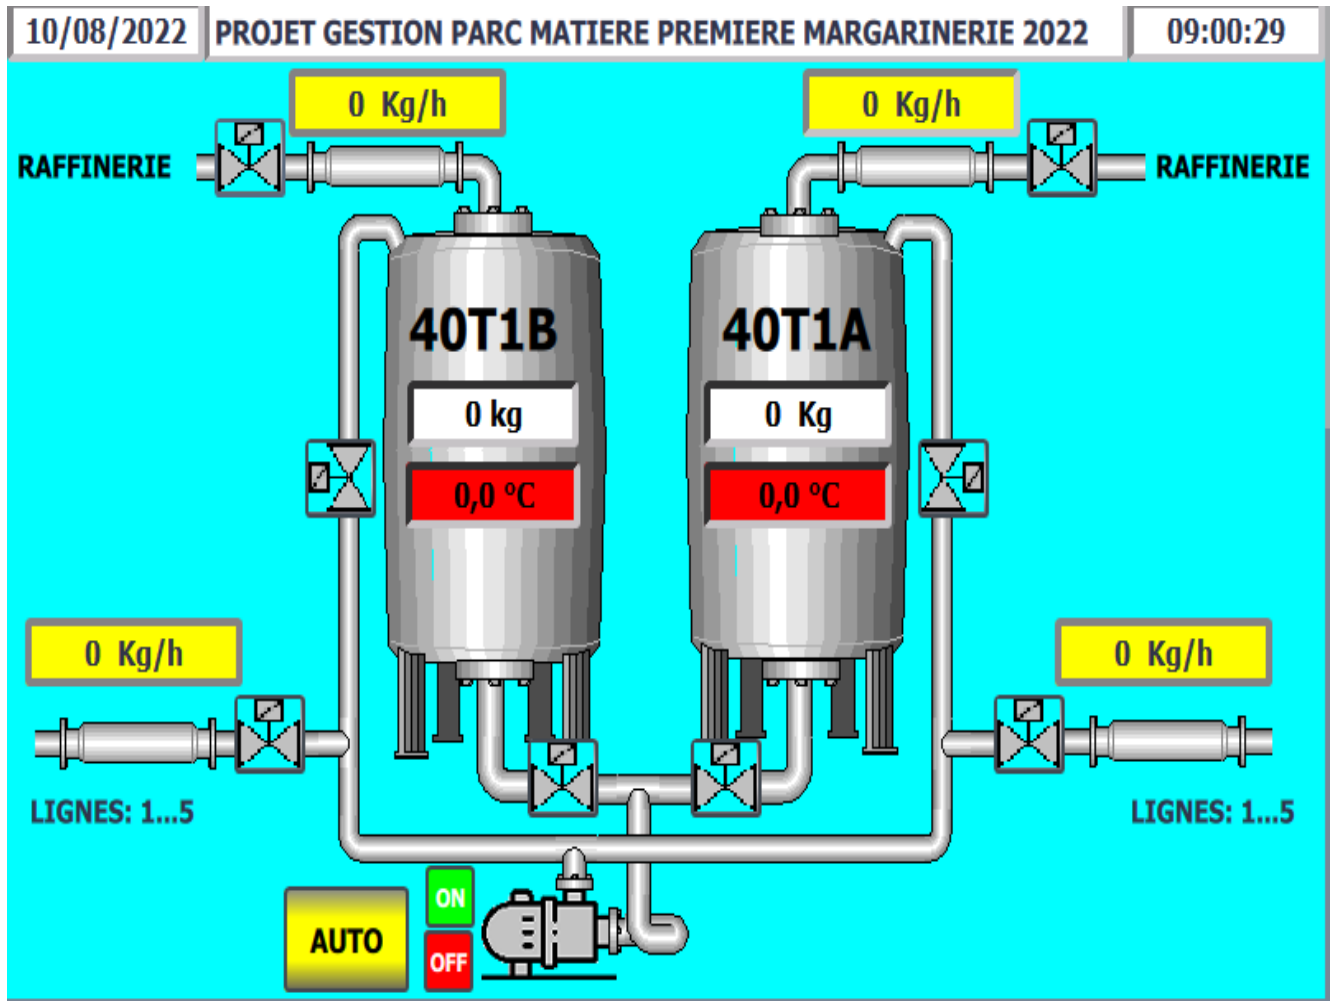 10/08/2022 PROJET GESTION PARC MATIERE PREMIERE MARGARINERIE 2022 09:00:29
0 Kg/h 0 Kg/h
RAFFINERIE RAFFINERIE
40T1B 40T1A
0 kg 0 Kg
0,0 °C 0,0 °C
0 Kg/h 0 Kg/h
LIGNES: 1...5 LIGNES: 1...5
ON
AUTO
OFF